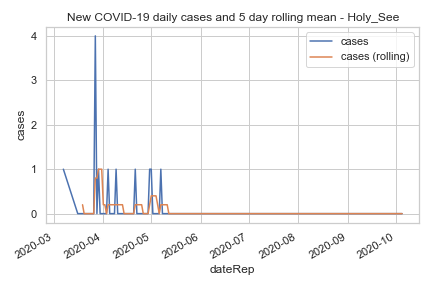 New COVID-19 daily cases and 5 day rolling mean - Holy_See
cases
cases (rolling)
4
3
2
1
0
cases
2020-03
2020-04
2020-05
2020-06
2020-07
2020-08
2020-09
2020-10
dateRep